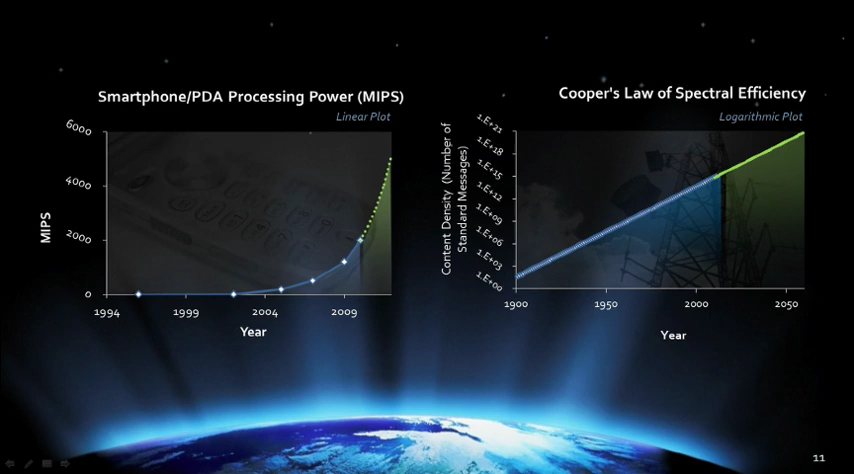 Smartphone/PDA Processing Power (MIPS)
Linear Plot
MIPS
6000
4000
2000
0
1994 1999 2004 2009
Year
Cooper's Law of Spectral Efficiency
Logarithmic Plot
Content Density (Number of
Standard Messages)
1.E+21
1.E+18
1.E+15
1.E+12
1.E+09
1.E+06
1.E+03
1.E+00
1900 1950 2000 2050
Year
11